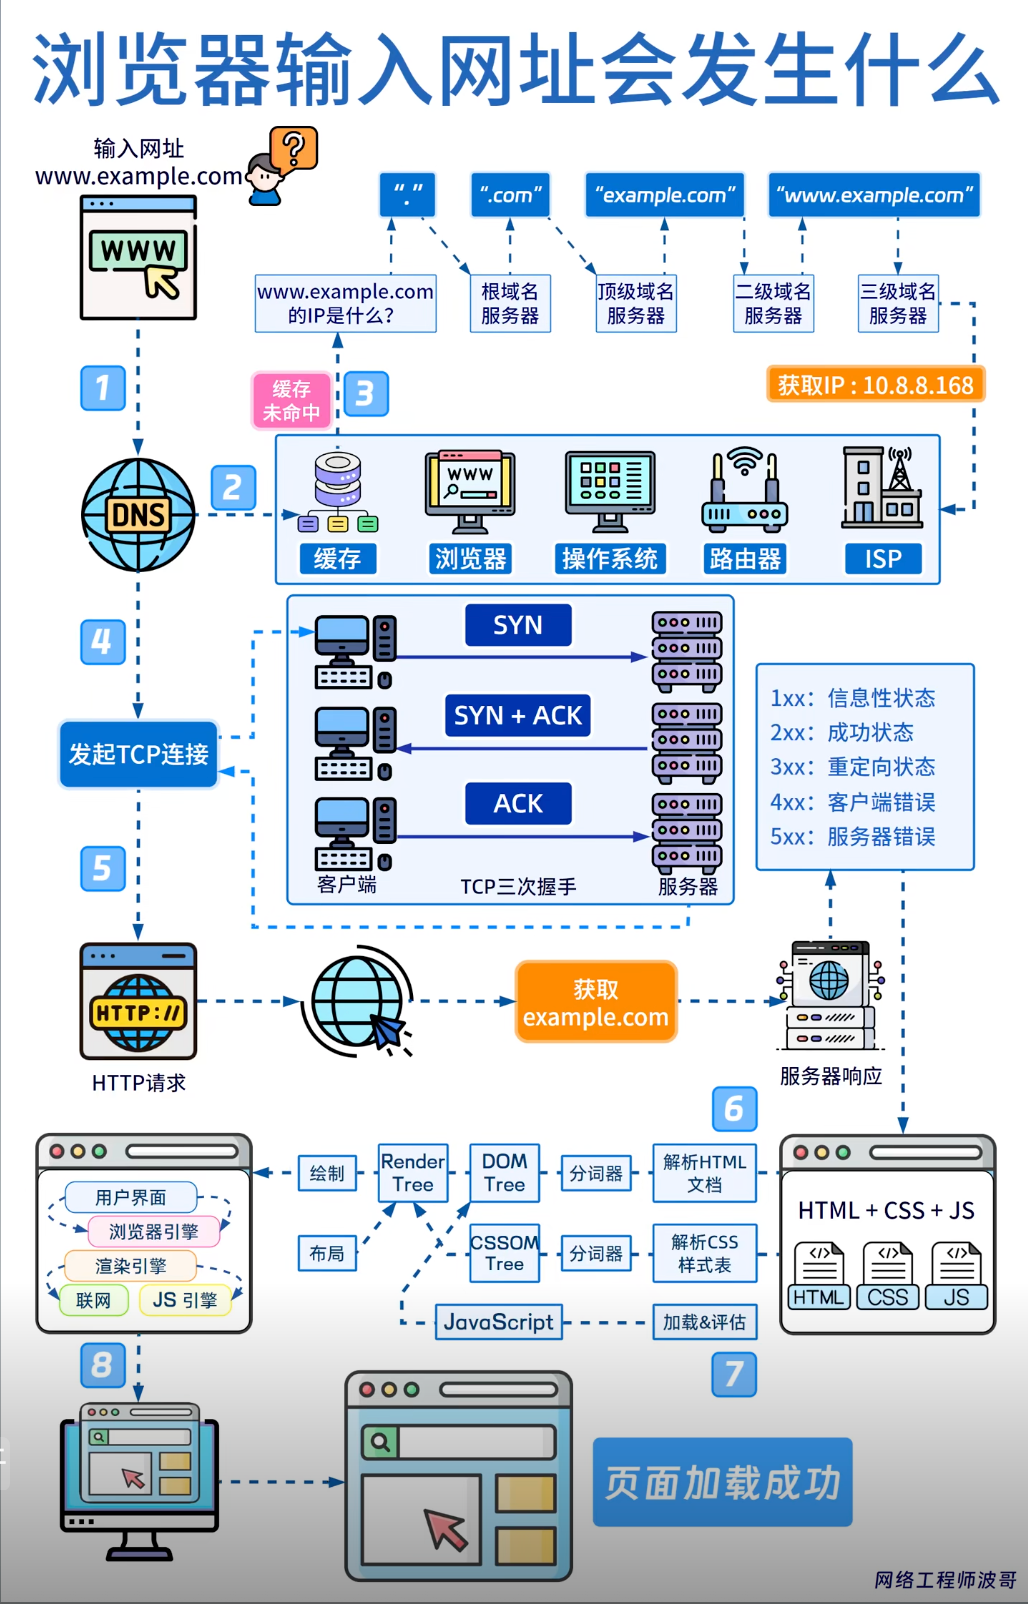 浏览器输入网址会发生什么
输入网址
www.example.com
?
WWW
“.”
“.com”
“example.com”
“www.example.com”
www.example.com
的IP是什么?
根域名
服务器
顶级域名
服务器
二级域名
服务器
三级域名
服务器
1
缓存
未命中
3
获取IP : 10.8.8.168
DNS
2
WWW
缓存
浏览器
操作系统
路由器
ISP
4
SYN
SYN + ACK
ACK
客户端
TCP三次握手
服务器
发起TCP连接
1xx：信息性状态
2xx：成功状态
3xx：重定向状态
4xx：客户端错误
5xx：服务器错误
5
HTTP://
HTTP请求
获取
example.com
服务器响应
6
HTML + CSS + JS
</>
</>
</>
HTML
CSS
JS
解析HTML
文档
分词器
DOM
Tree
Render
Tree
绘制
解析CSS
样式表
分词器
CSSOM
Tree
布局
加载&评估
JavaScript
7
用户界面
浏览器引擎
渲染引擎
联网
JS 引擎
8
页面加载成功
网络工程师波哥